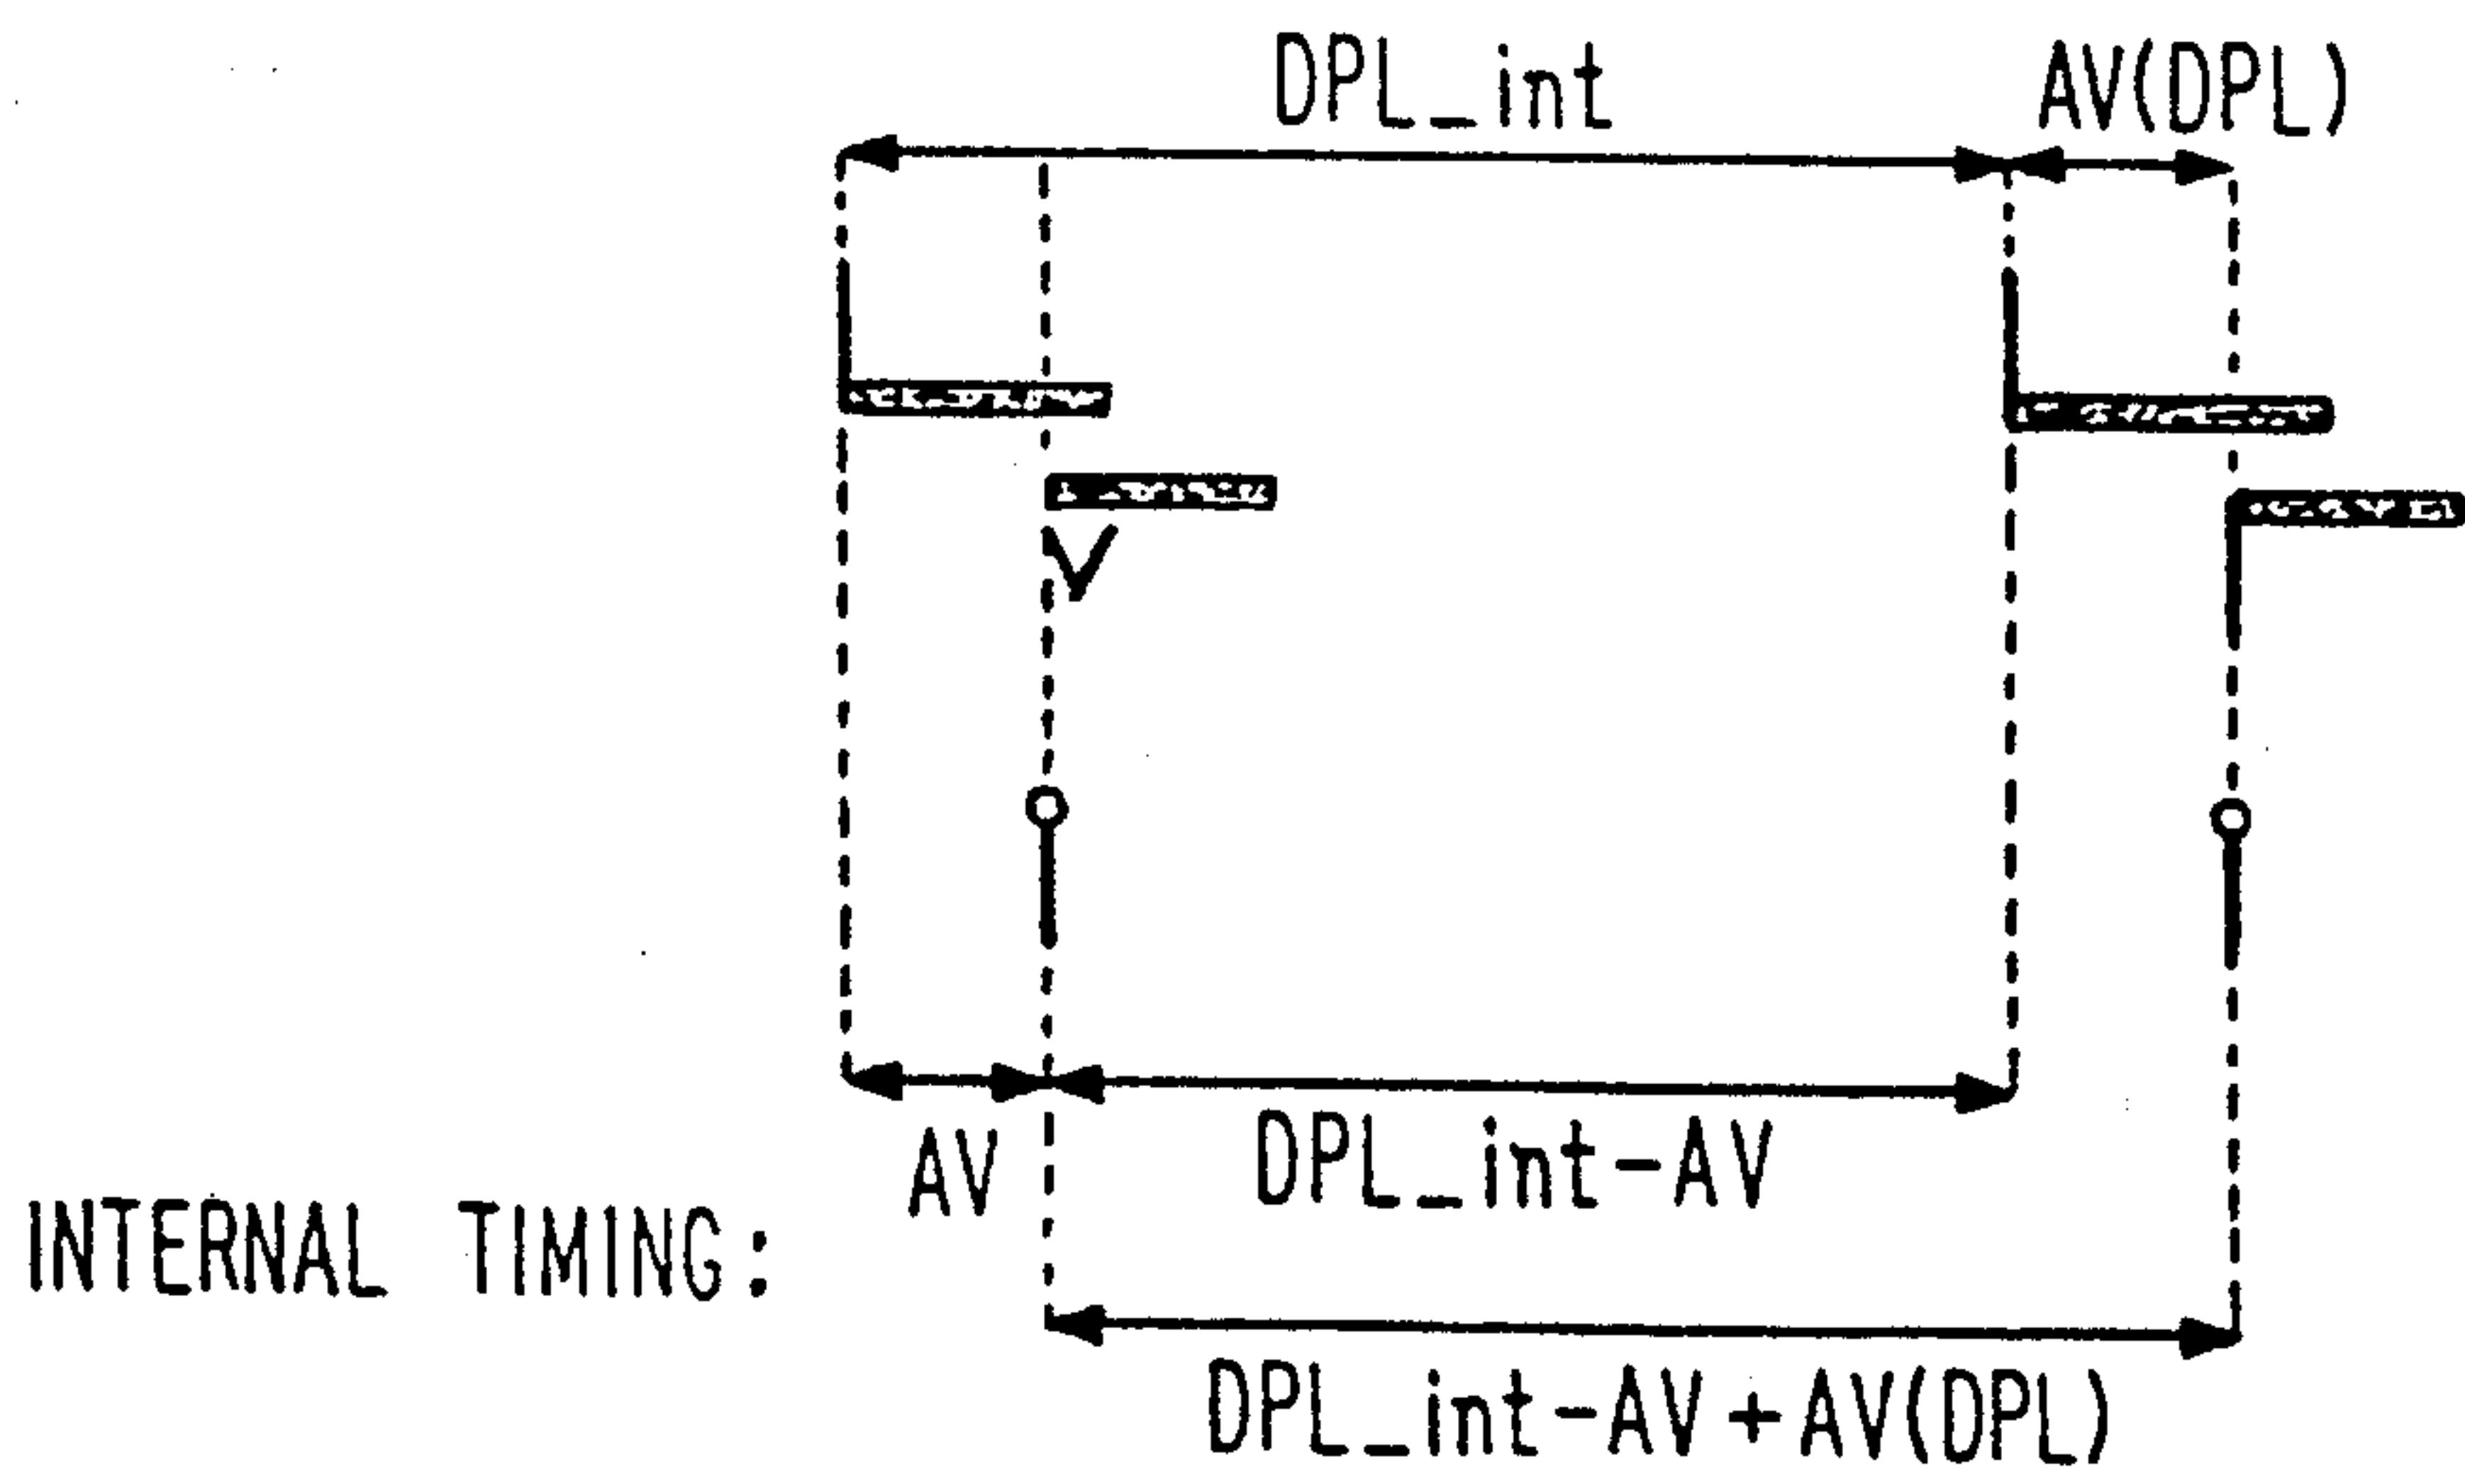 DPL_int
AV(DPL)
V
AV
DPL_int-AV
INTERNAL TIMING:
DPL_int-AV+AV(DPL)